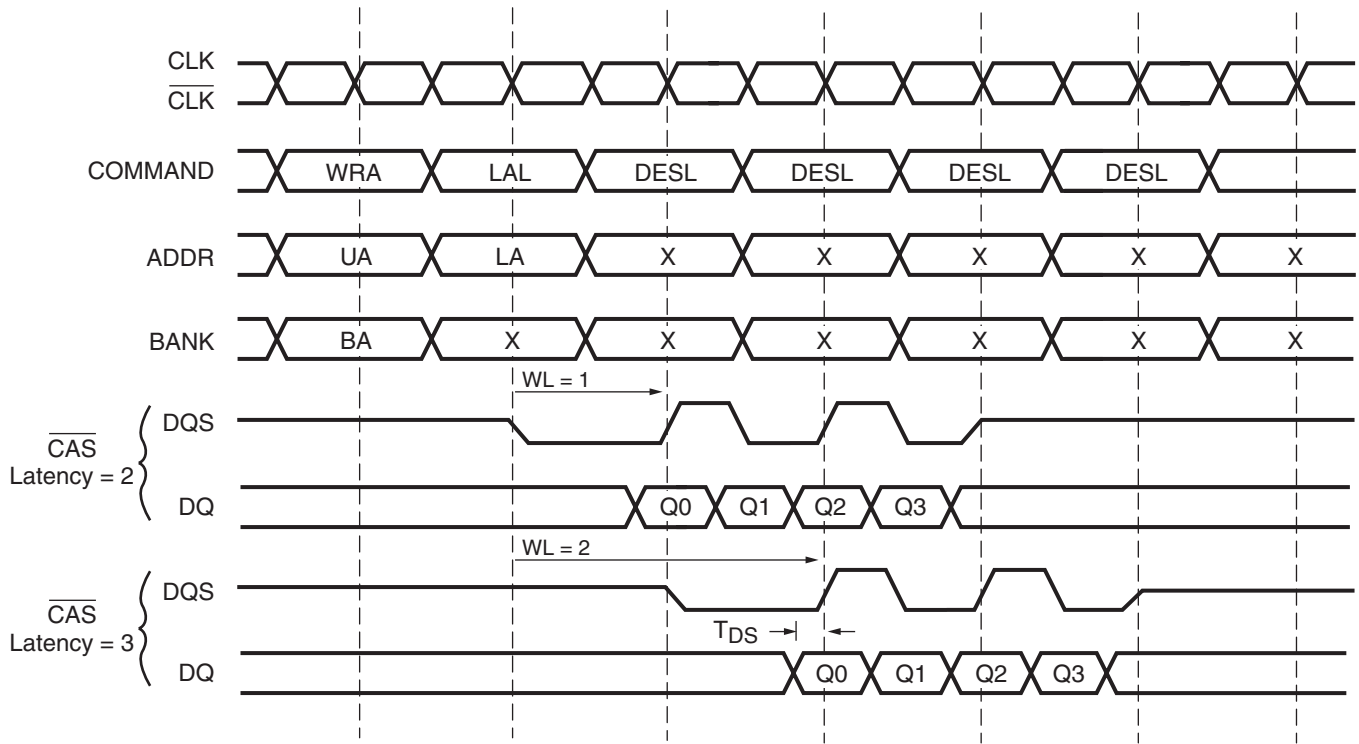 CLK
CLK
COMMAND WRA LAL DESL DESL DESL DESL
ADDR UA LA X X X X X
BANK BA X X X X X X
WL = 1
CAS
Latency = 2
DQS
DQ Q0 Q1 Q2 Q3
WL = 2
CAS
Latency = 3
DQS
TDS
DQ Q0 Q1 Q2 Q3